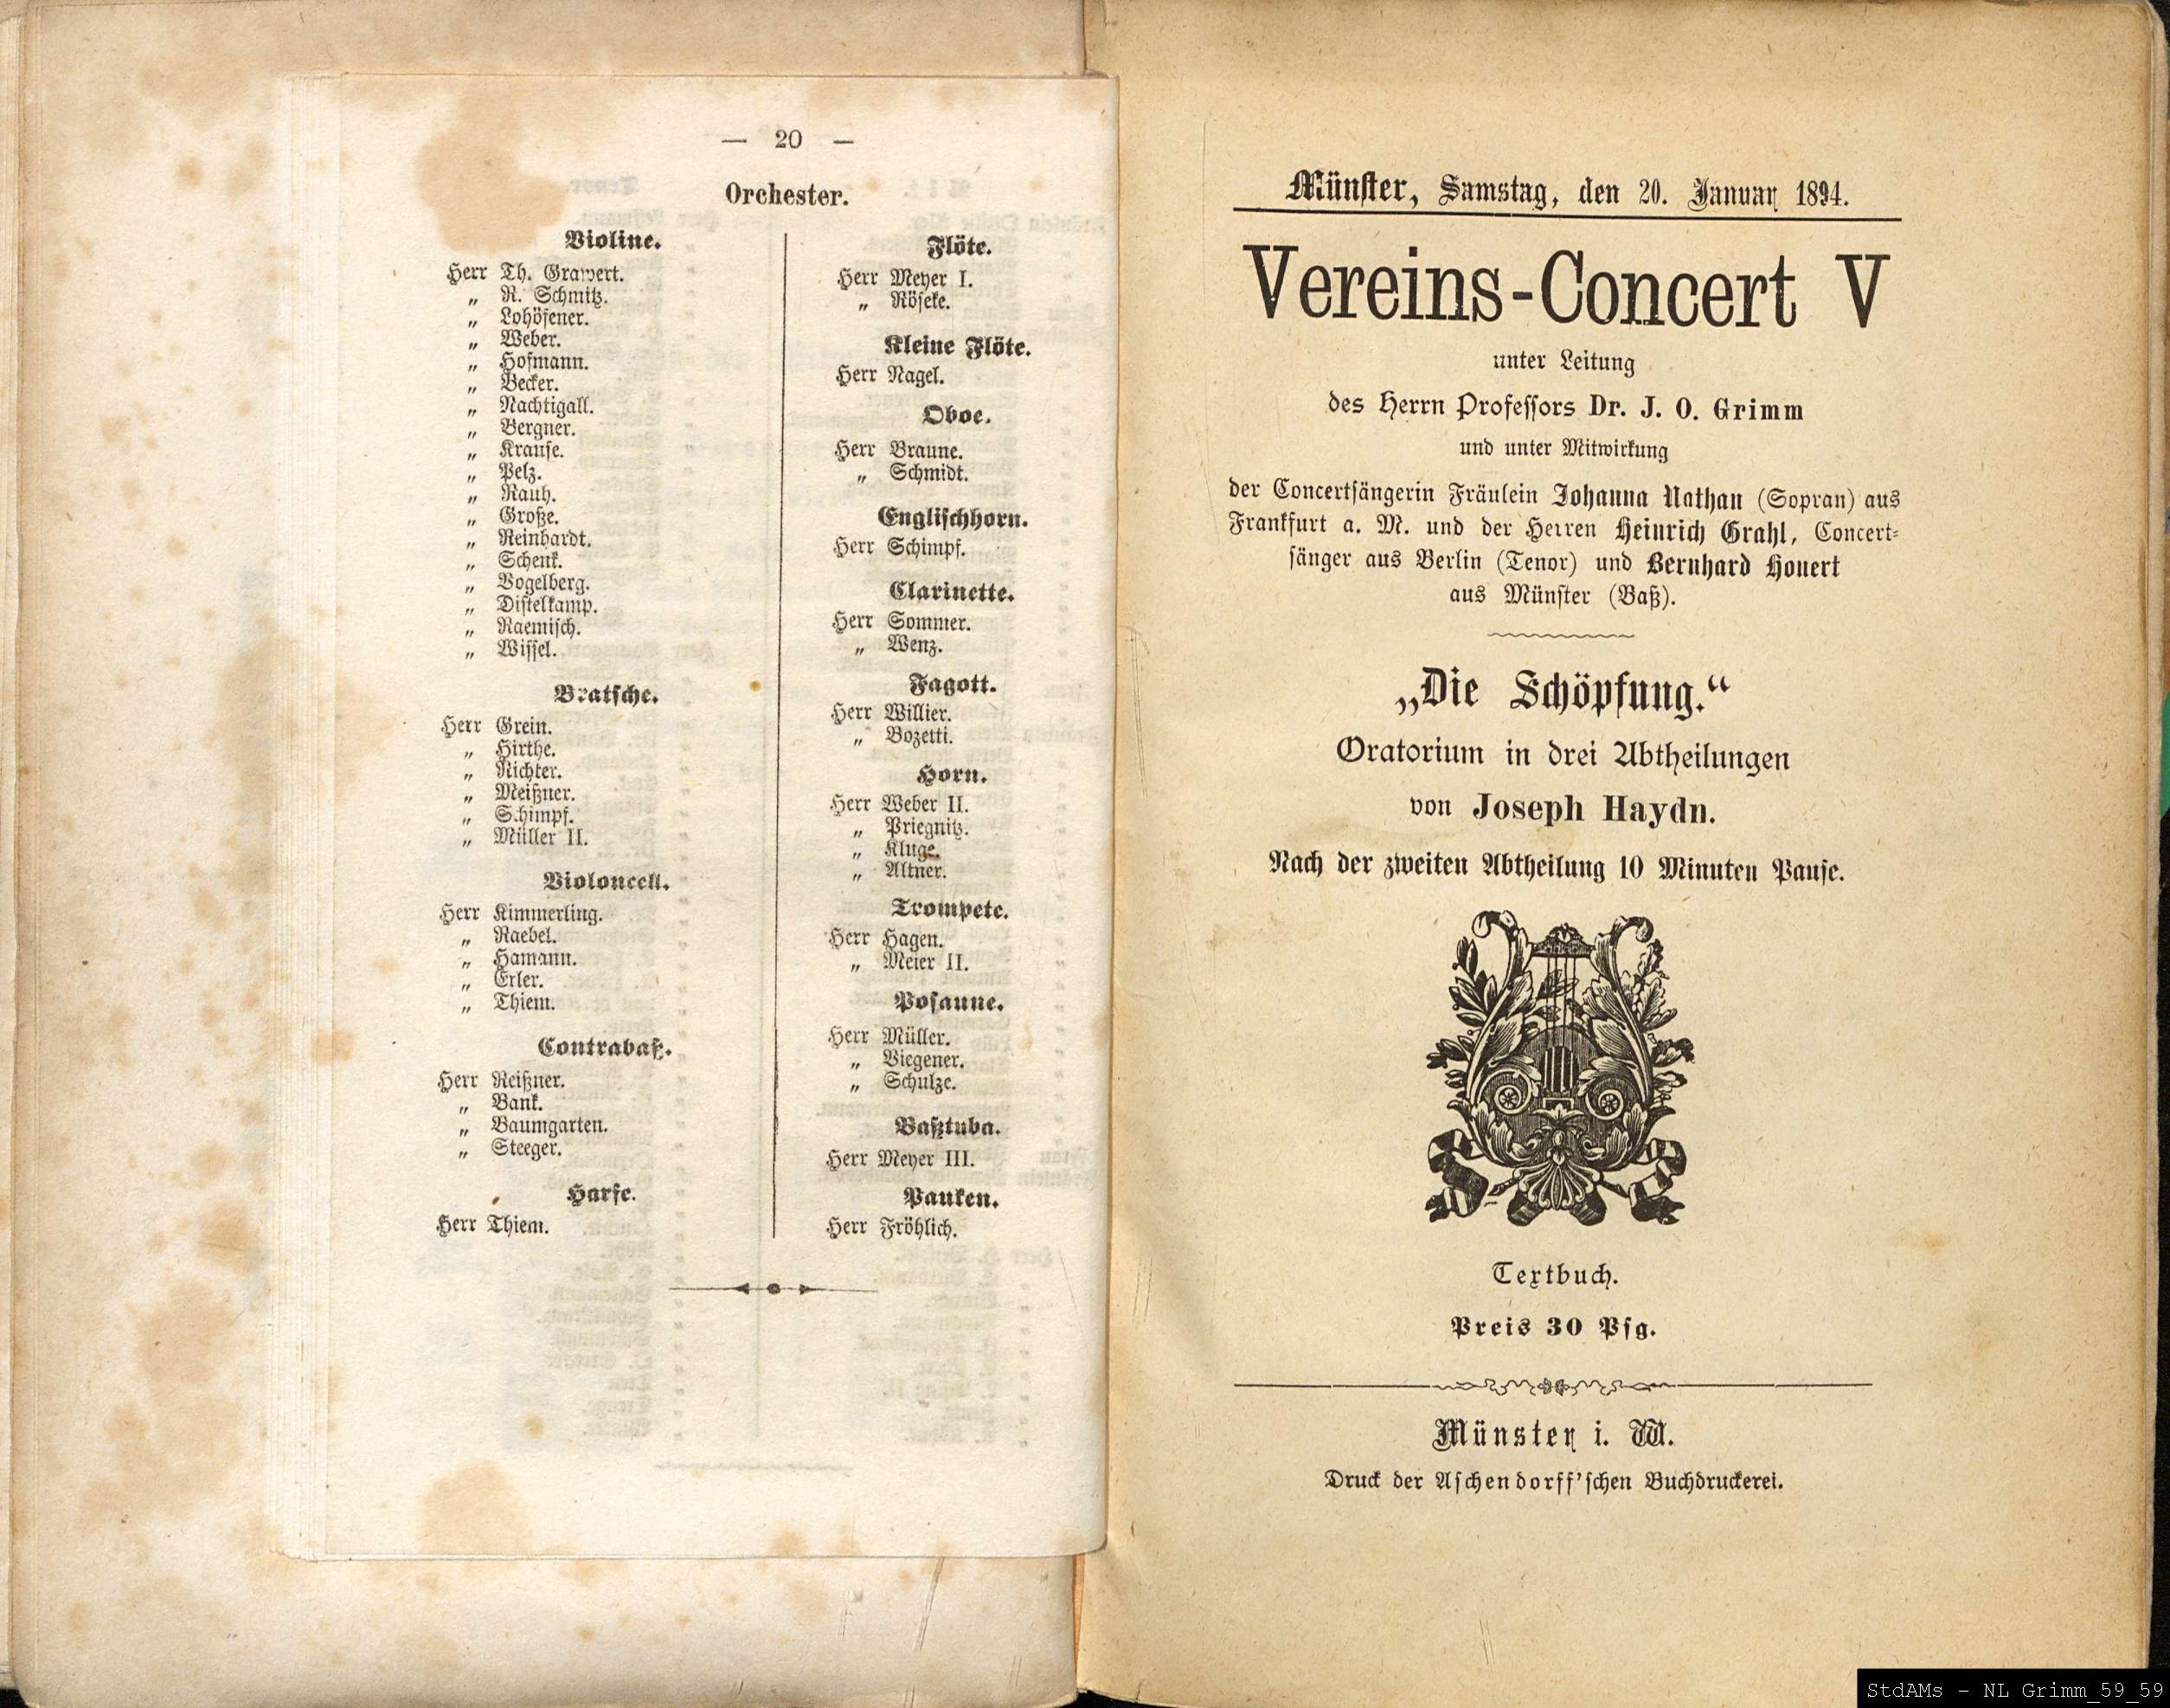 — 20 —
Orchester.
Violine.
Herr Th. Grawert.
„ R. Schmitz.
„ Lohöfener.
„ Weber.
„ Hofmann.
„ Becker.
„ Nachtigall.
„ Bergner.
„ Krause.
„ Pelz.
„ Rauh.
„ Große.
„ Reinhardt.
„ Schenk.
„ Vogelberg.
„ Distelkamp.
„ Raemisch.
„ Wissel.
Bratsche.
Herr Grein.
„ Hirthe.
„ Richter.
„ Meißner.
„ Schimpf.
„ Müller II.
Violoncell.
Herr Kimmerling.
„ Raebel.
„ Hamann.
„ Erler.
„ Thiem.
Contrabaß.
Herr Reißner.
„ Bank.
„ Baumgarten.
„ Steeger.
Harfe.
Herr Thiem.
Flöte.
Herr Meyer I.
„ Röseke.
Kleine Flöte.
Herr Nagel.
Oboe.
Herr Braune.
„ Schmidt.
Englischhorn.
Herr Schimpf.
Clarinette.
Herr Sommer.
„ Wenz.
Fagott.
Herr Willier.
„ Bozetti.
Horn.
Herr Weber II.
„ Priegnitz.
„ Kluge.
„ Altner.
Trompete.
Herr Hagen.
„ Meier II.
Posaune.
Herr Müller.
„ Viegener.
„ Schulze.
Baßtuba.
Herr Meyer III.
Pauken.
Herr Fröhlich.
Münster, Samstag, den 20. Januar 1894.
Vereins-Concert V
unter Leitung
des Herrn Professors Dr. J. O. Grimm
und unter Mitwirkung
der Concertsängerin Fräulein Johanna Nathan (Sopran) aus
Frankfurt a. M. und der Herren Heinrich Grahl, Concert-
sänger aus Berlin (Tenor) und Bernhard Honert
aus Münster (Baß).
„Die Schöpfung.“
Oratorium in drei Abtheilungen
von Joseph Haydn.
Nach der zweiten Abtheilung 10 Minuten Pause.
Textbuch.
Preis 30 Pfg.
Münster i. W.
Druck der Aschendorff'schen Buchdruckerei.
StdAMs - NL Grimm_59_59